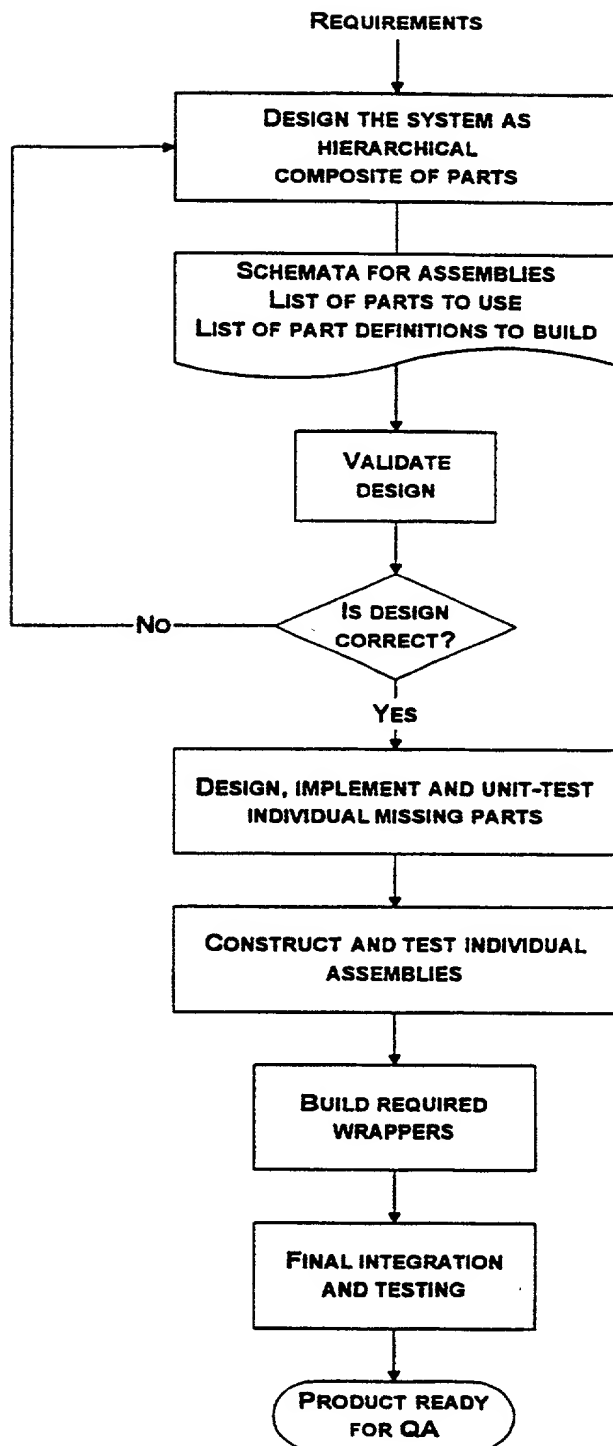 REQUIREMENTS
DESIGN THE SYSTEM AS
HIERARCHICAL
COMPOSITE OF PARTS
SCHEMATA FOR ASSEMBLIES
LIST OF PARTS TO USE
LIST OF PART DEFINITIONS TO BUILD
VALIDATE
DESIGN
IS DESIGN
CORRECT?
NO
YES
DESIGN, IMPLEMENT AND UNIT-TEST
INDIVIDUAL MISSING PARTS
CONSTRUCT AND TEST INDIVIDUAL
ASSEMBLIES
BUILD REQUIRED
WRAPPERS
FINAL INTEGRATION
AND TESTING
PRODUCT READY
FOR QA